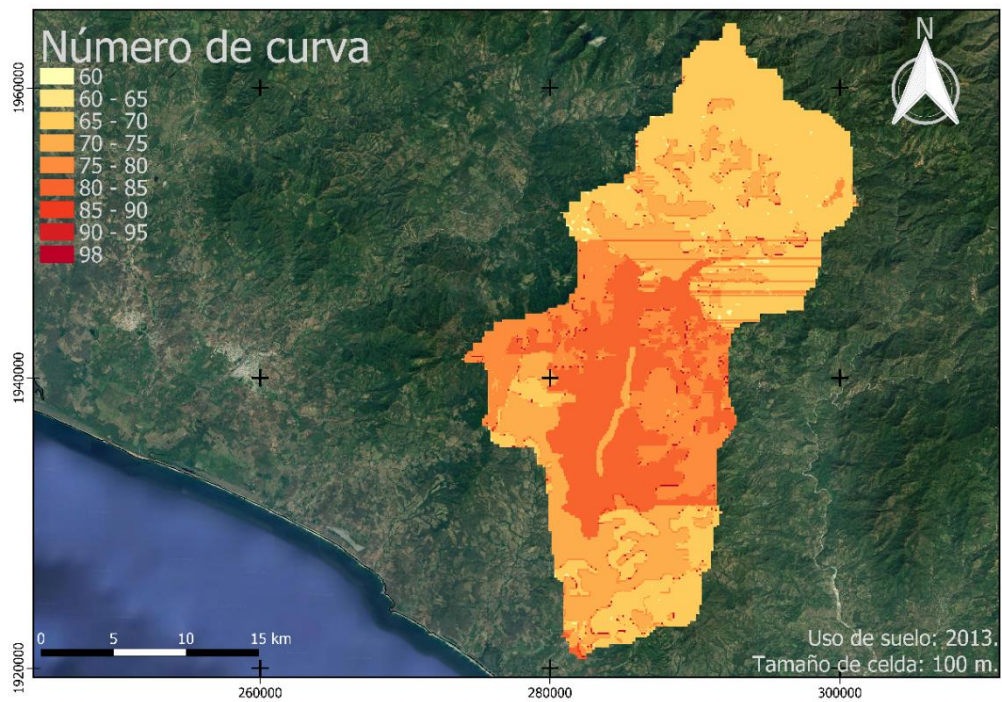 Número de curva
60
60 - 65
65 - 70
70 - 75
75 - 80
80 - 85
85 - 90
90 - 95
98
N
1960000
1940000
1920000
0 5 10 15 km
Uso de suelo: 2013.
Tamaño de celda: 100 m.
260000 280000 300000